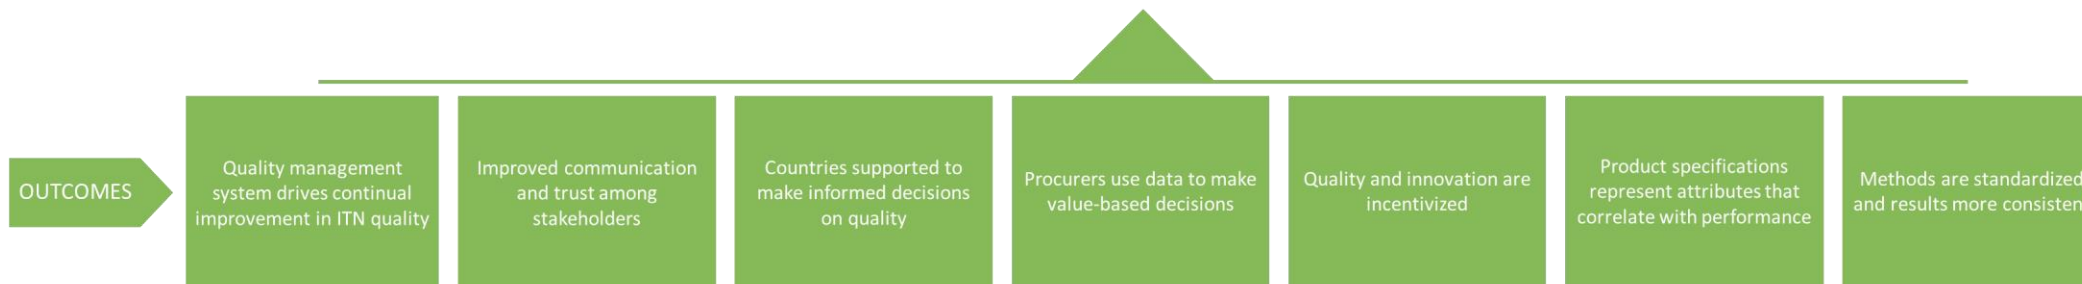 OUTCOMES
Quality management
system drives continual
improvement in ITN quality
Improved communication
and trust among
stakeholders
Countries supported to
make informed decisions
on quality
Procurers use data to make
value-based decisions
Quality and innovation are
incentivized
Product specifications
represent attributes that
correlate with performance
Methods are standardized
and results more consisten